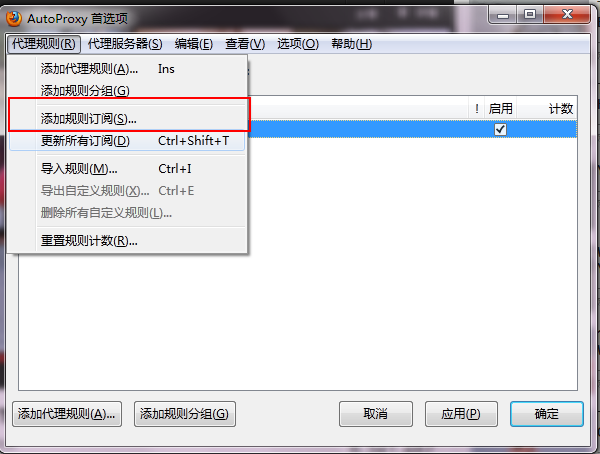 AutoProxy 首选项
代理规则(R) 代理服务器(S) 编辑(E) 查看(V) 选项(O) 帮助(H)
添加代理规则(A)... Ins
添加规则分组(G)
! 启用 计数
添加规则订阅(S)...
更新所有订阅(D) Ctrl+Shift+T
导入规则(M)... Ctrl+I
导出自定义规则(X)... Ctrl+E
删除所有自定义规则(L)...
重置规则计数(R)...
添加代理规则(A)... 添加规则分组(G) 取消 应用(P) 确定